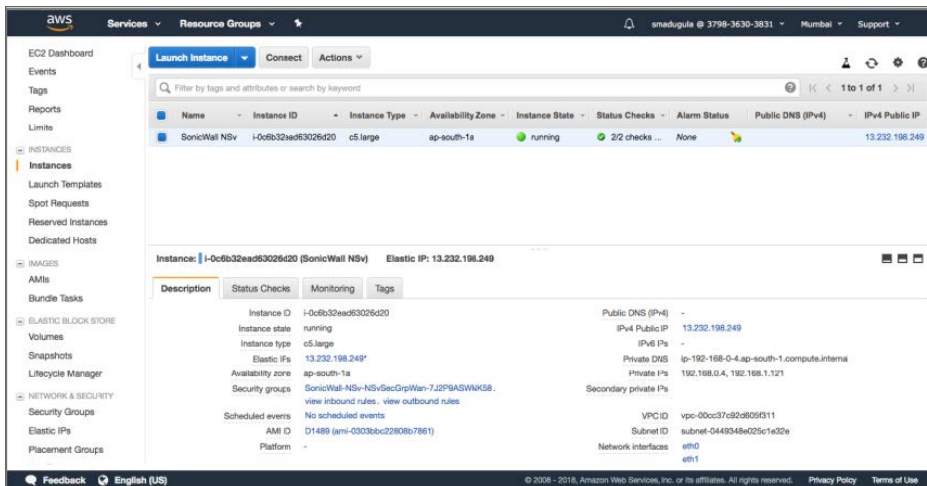 aws Services Resource Groups smadugula @ 3798-3630-3831 Mumbai Support
EC2 Dashboard
Events
Tags
Reports
Limits
INSTANCES
Instances
Launch Templates
Spot Requests
Reserved Instances
Dedicated Hosts
IMAGES
AMIs
Bundle Tasks
ELASTIC BLOCK STORE
Volumes
Snapshots
Lifecycle Manager
NETWORK & SECURITY
Security Groups
Elastic IPs
Placement Groups
Launch Instance Connect Actions
Filter by tags and attributes or search by keyword 1 to 1 of 1
Name Instance ID Instance Type Availability Zone Instance State Status Checks Alarm Status Public DNS (IPv4) IPv4 Public IP
SonicWall NSv i-0c6b32ead63026d20 c5.large ap-south-1a running 2/2 checks ... None 13.232.198.249
Instance: i-0c6b32ead63026d20 (SonicWall NSv) Elastic IP: 13.232.198.249
Description Status Checks Monitoring Tags
Instance ID i-0c6b32ead63026d20 Public DNS (IPv4) -
Instance state running IPv4 Public IP 13.232.198.249
Instance type c5.large IPv6 IPs -
Elastic IPs 13.232.198.249* Private DNS ip-192-168-0-4.ap-south-1.compute.internal
Availability zone ap-south-1a Private IPs 192.168.0.4, 192.168.1.121
Security groups SonicWall-NSv-NSvSecGrpWan-7J2P9ASWNK58. Secondary private IPs
view inbound rules. view outbound rules
Scheduled events No scheduled events VPC ID vpc-00cc37c92d605f311
AMI ID D1489 (ami-0303bbc22808b7861) Subnet ID subnet-0449348e025c1e32e
Platform - Network interfaces eth0
eth1
Feedback English (US) © 2008 - 2018, Amazon Web Services, Inc. or its affiliates. All rights reserved. Privacy Policy Terms of Use